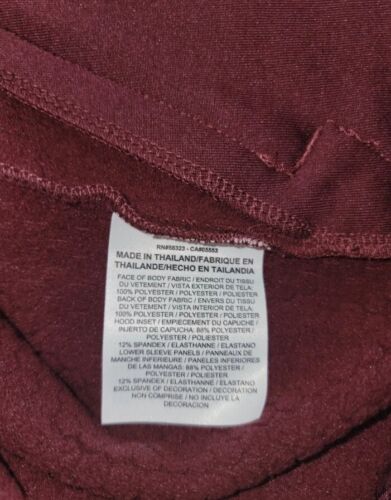 RN#56323 - CA#05553
MADE IN THAILAND/FABRIQUE EN
THAILANDE/HECHO EN TAILANDIA
FACE OF BODY FABRIC / ENDROIT DU TISSU
DU VETEMENT / VISTA EXTERIOR DE TELA:
100% POLYESTER / POLYESTER / POLIESTER
BACK OF BODY FABRIC / ENVERS DU TISSU
DU VETEMENT / VISTA INTERIOR DE TELA:
100% POLYESTER / POLYESTER / POLIESTER
HOOD INSET / EMPIECEMENT DU CAPUCHE /
INJERTO DE CAPUCHA: 88% POLYESTER /
POLYESTER / POLIESTER
12% SPANDEX / ELASTHANNE / ELASTANO
LOWER SLEEVE PANELS / PANNEAUX DE
MANCHE INFERIEURE / PANELES INFERIORES
DE LAS MANGAS: 88% POLYESTER /
POLYESTER / POLIESTER
12% SPANDEX / ELASTHANNE / ELASTANO
EXCLUSIVE OF DECORATION / DECORATION
NON COMPRISE / NO INCLUYE LA
DECORACION